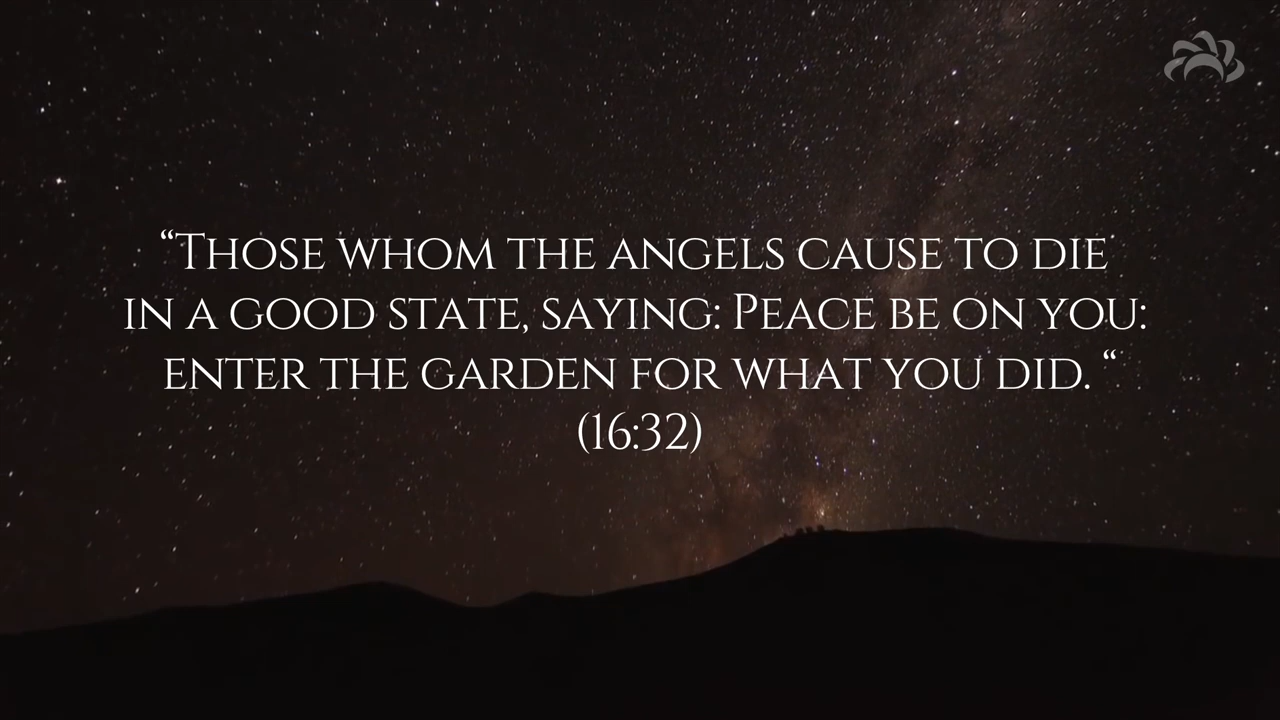 “Those whom the angels cause to die
in a good state, saying: Peace be on you:
enter the garden for what you did. “
(16:32)